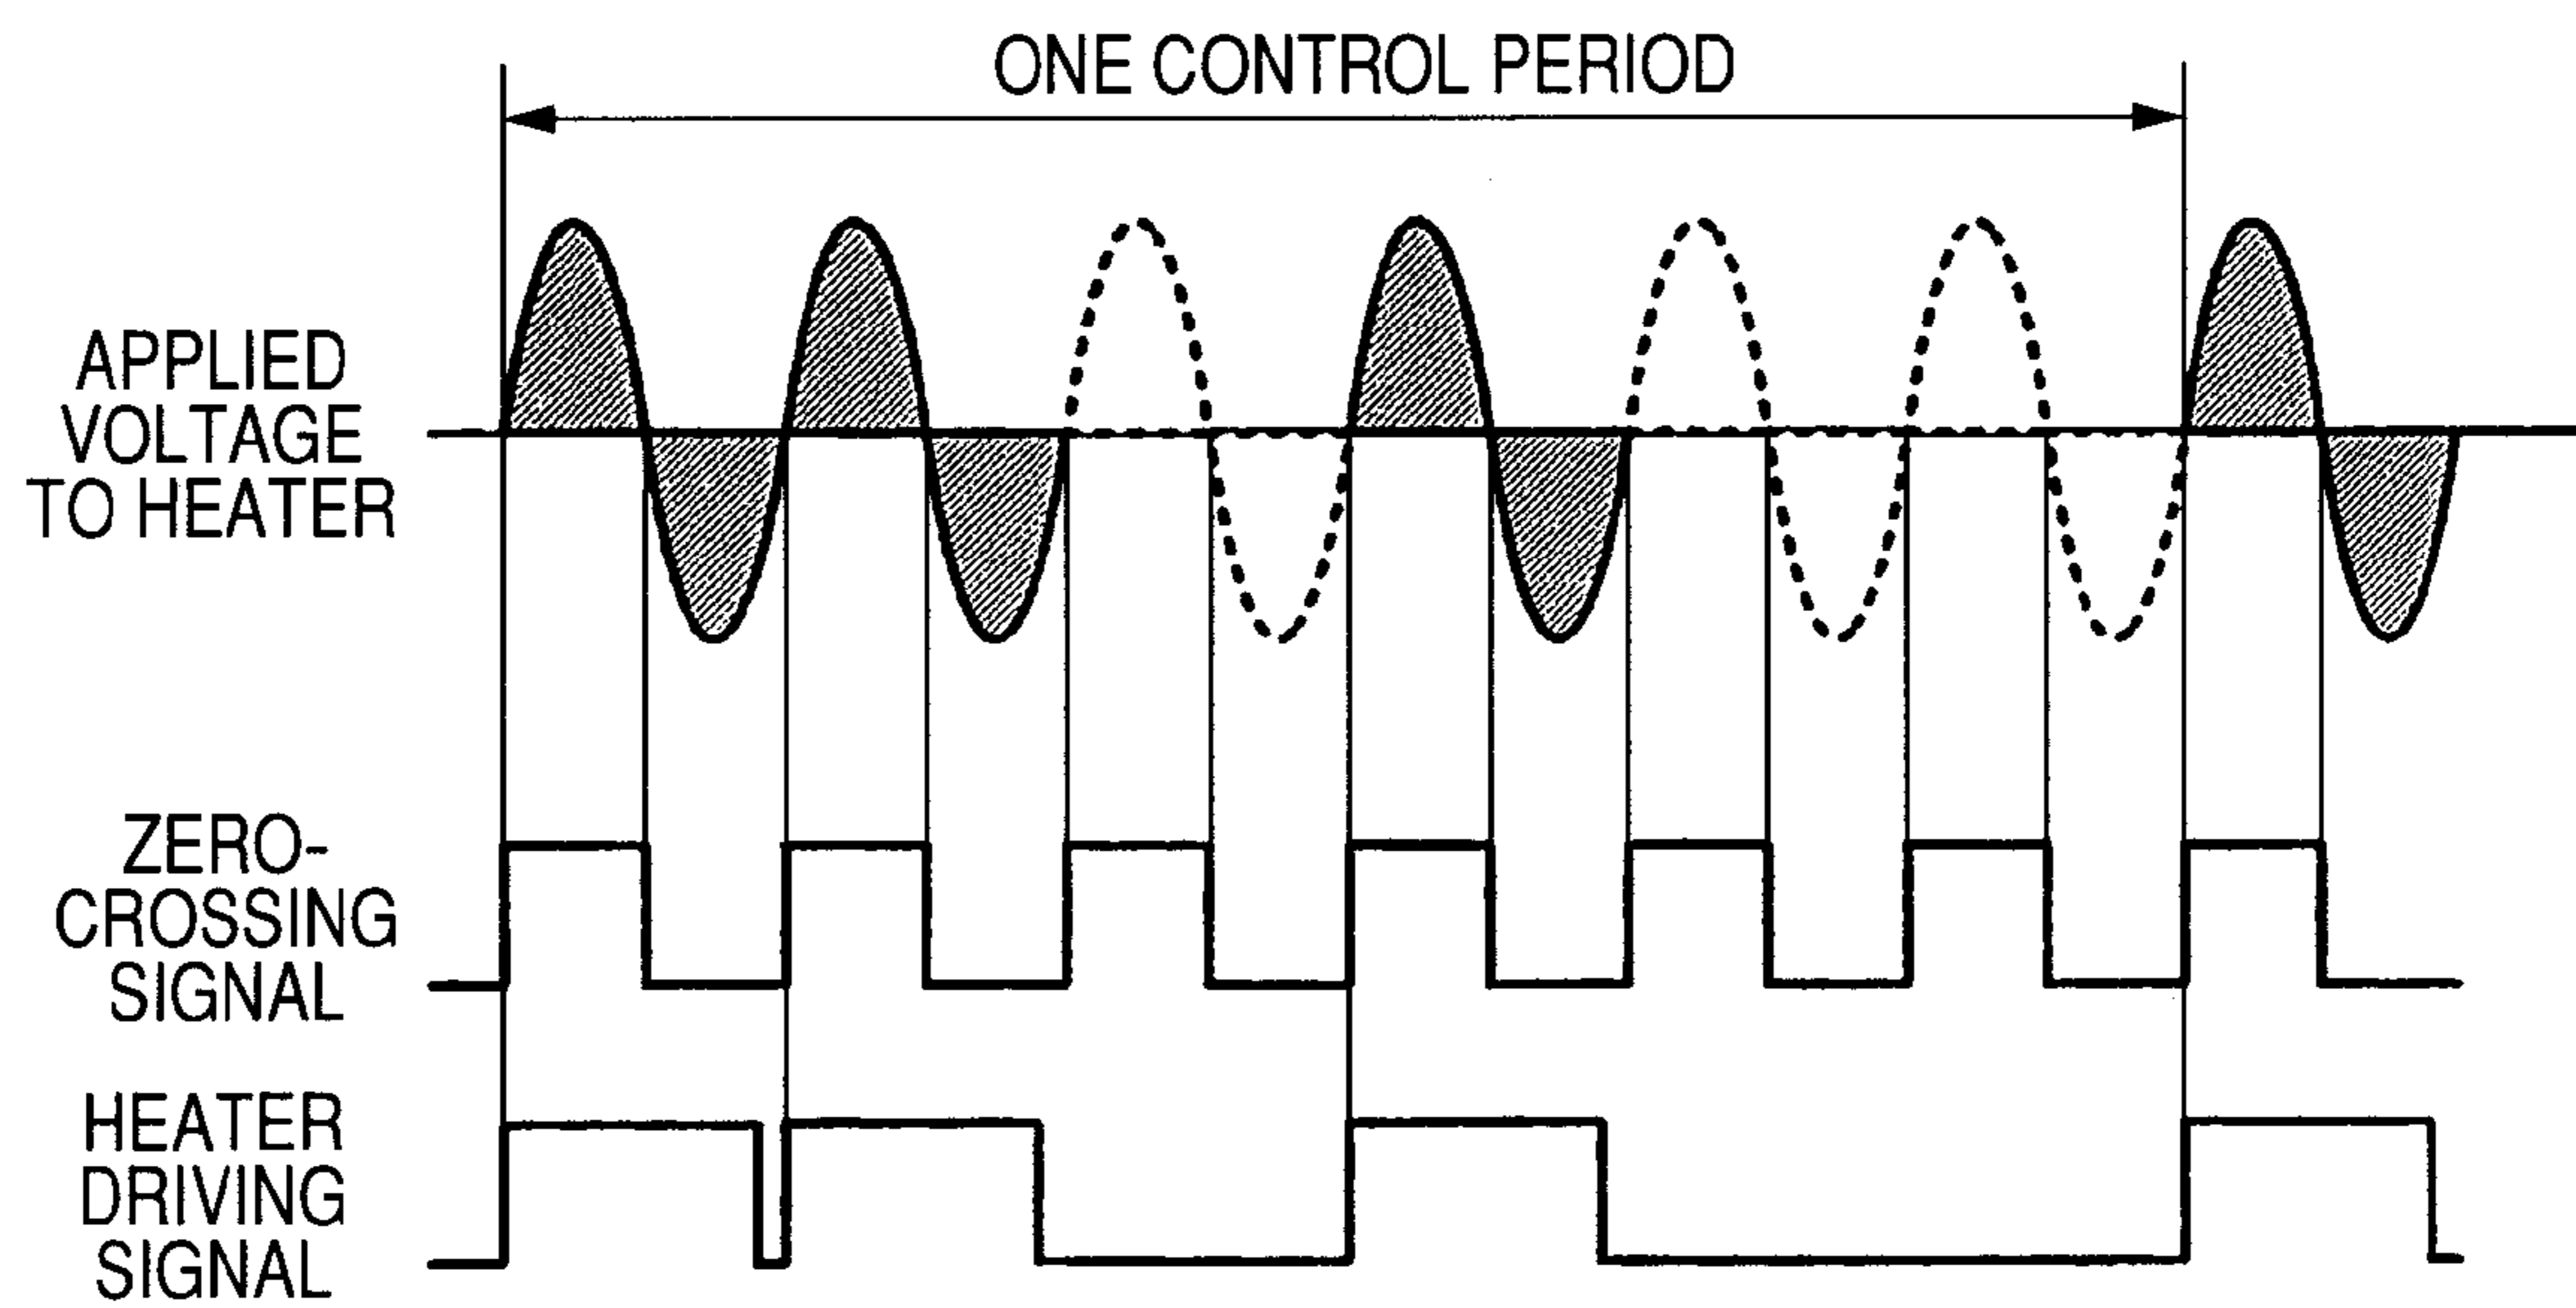 ONE CONTROL PERIOD
APPLIED
VOLTAGE
TO HEATER
ZERO-
CROSSING
SIGNAL
HEATER
DRIVING
SIGNAL